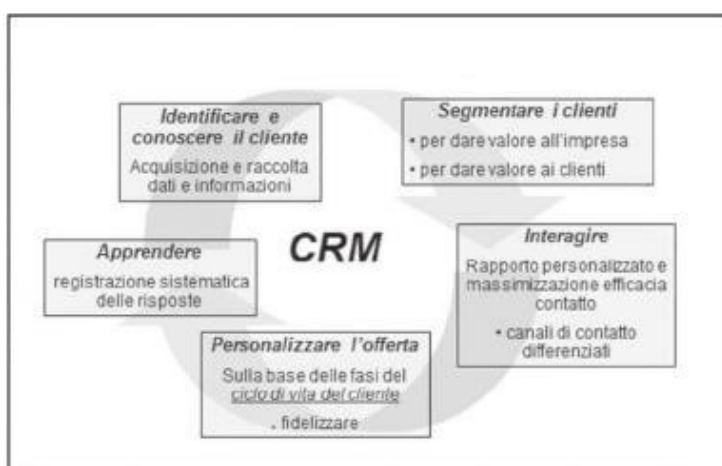 Identificare e
conoscere il cliente
Acquisizione e raccolta
dati e informazioni
Segmentare i clienti
• per dare valore all'impresa
• per dare valore ai clienti
CRM
Interagire
Rapporto personalizzato e
massimizzazione efficacia
contatto
• canali di contatto
differenziati
Apprendere
registrazione sistematica
delle risposte
Personalizzare l'offerta
Sulla base delle fasi del
ciclo di vita del cliente
. fidelizzare